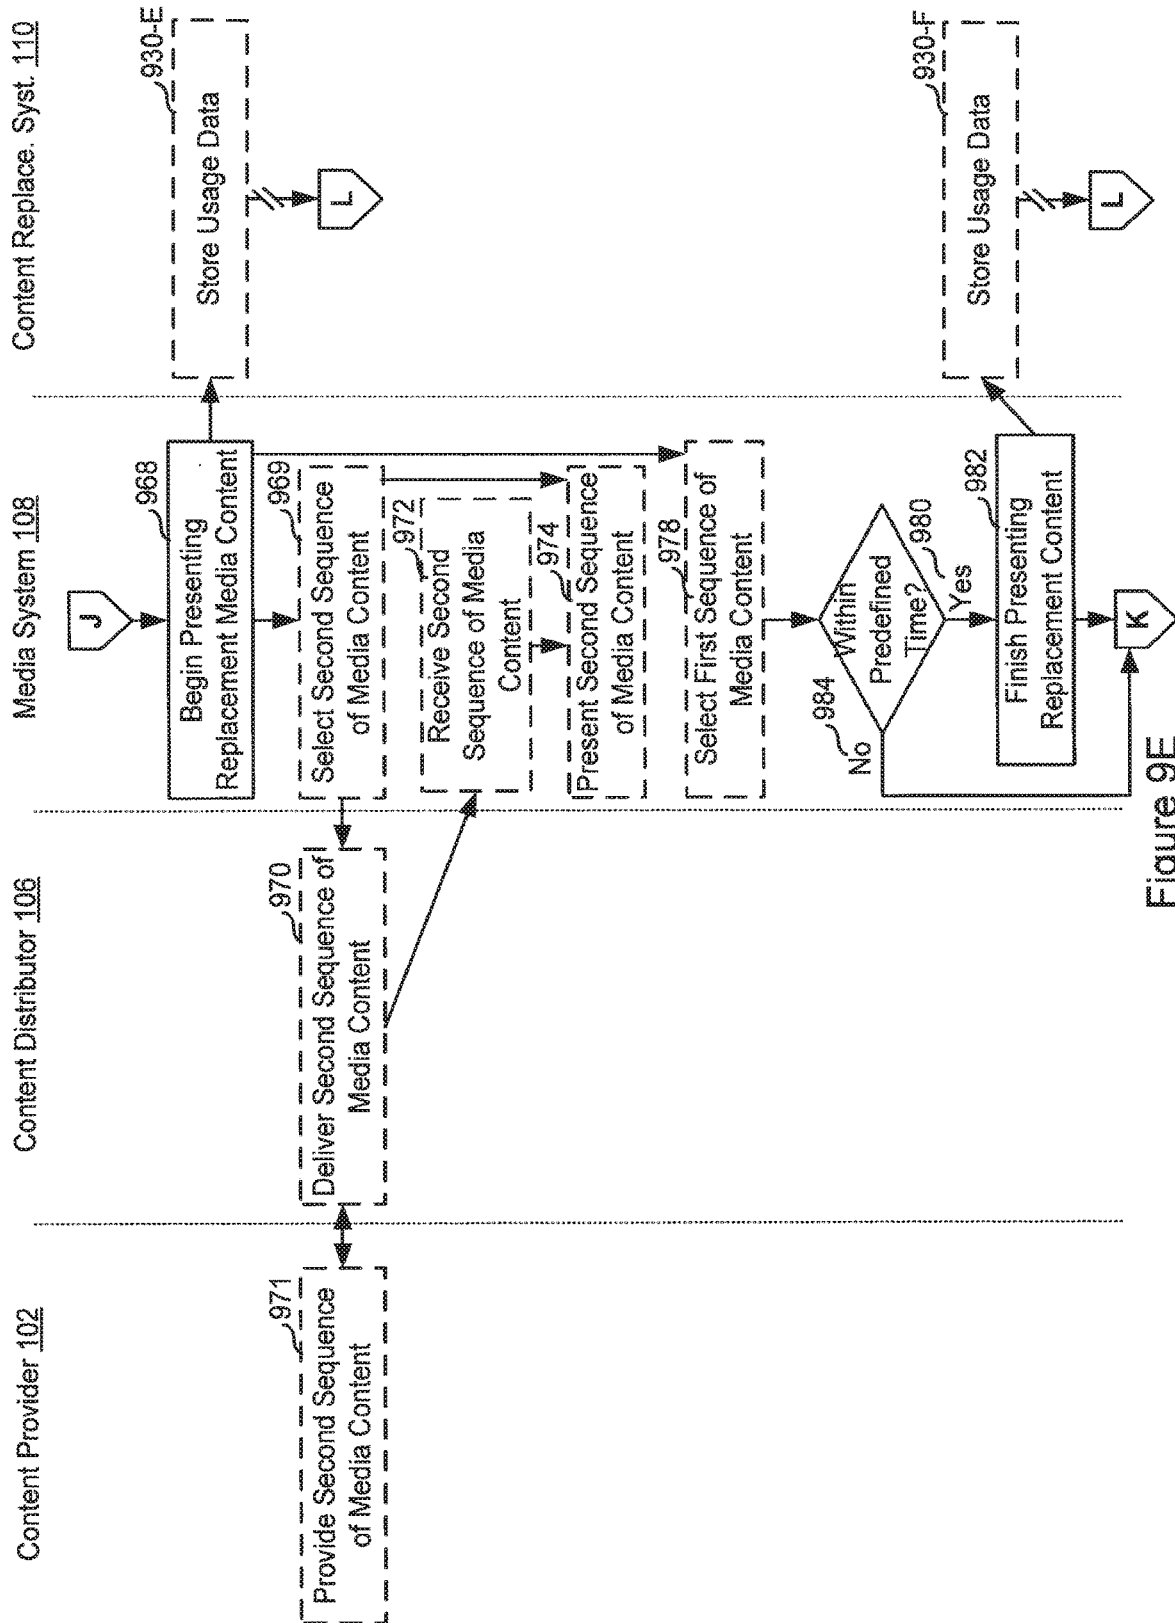 Content Provider 102
Content Distributor 106
Media System 108
Content Replace. Syst. 110
J
968
Begin Presenting
Replacement Media Content
930-E
Store Usage Data
L
971
Provide Second Sequence
of Media Content
970
Deliver Second Sequence of
Media Content
969
Select Second Sequence
of Media Content
972
Receive Second
Sequence of Media
Content
974
Present Second Sequence
of Media Content
978
Select First Sequence of
Media Content
984
No
Within
Predefined
Time?
980
Yes
982
Finish Presenting
Replacement Content
930-F
Store Usage Data
L
K
Figure 9E